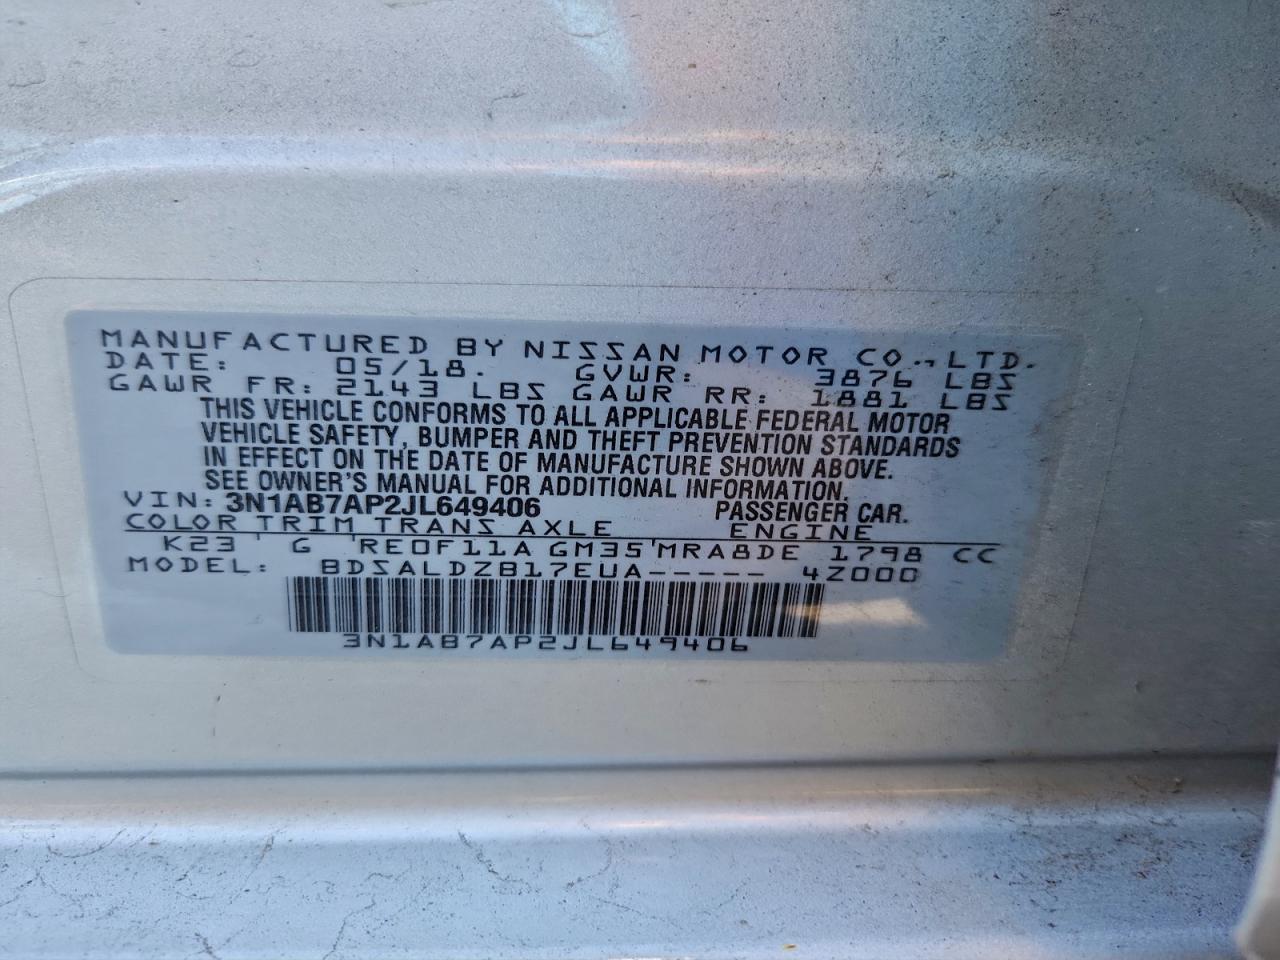 MANUFACTURED BY NISSAN MOTOR CO., LTD.
DATE: 05/18. GVWR: 3876 LBS
GAWR FR: 2143 LBS GAWR RR: 1881 LBS
THIS VEHICLE CONFORMS TO ALL APPLICABLE FEDERAL MOTOR
VEHICLE SAFETY, BUMPER AND THEFT PREVENTION STANDARDS
IN EFFECT ON THE DATE OF MANUFACTURE SHOWN ABOVE.
SEE OWNER'S MANUAL FOR ADDITIONAL INFORMATION.
VIN: 3N1AB7AP2JL649406 PASSENGER CAR.
COLOR TRIM TRANS AXLE ENGINE
K23 ' G 'RE0F11A GM35'MRA8DE 1798 CC
MODEL: BDSALDZB17EUA----- 4Z000
3N1AB7AP2JL649406